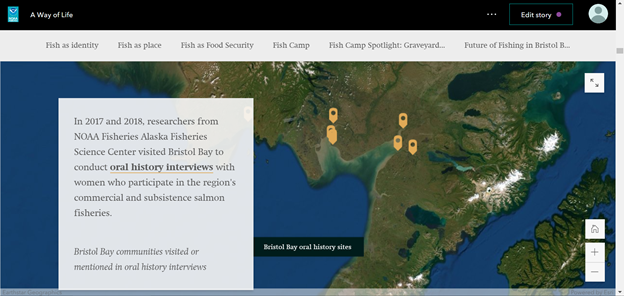 A Way of Life
Edit story
Fish as identity
Fish as place
Fish as Food Security
Fish Camp
Fish Camp Spotlight: Graveyard...
Future of Fishing in Bristol B...
In 2017 and 2018, researchers from
NOAA Fisheries Alaska Fisheries
Science Center visited Bristol Bay to
conduct oral history interviews with
women who participate in the region's
commercial and subsistence salmon
fisheries.
Bristol Bay communities visited or
mentioned in oral history interviews
Bristol Bay oral history sites